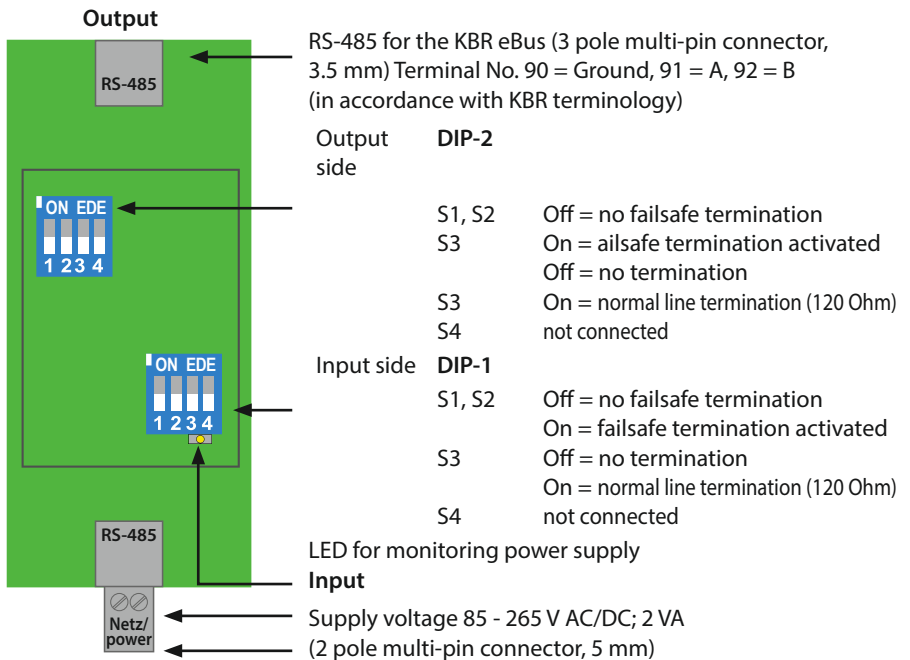 Output
RS-485
RS-485 for the KBR eBus (3 pole multi-pin connector,
3.5 mm) Terminal No. 90 = Ground, 91 = A, 92 = B
(in accordance with KBR terminology)
Output side DIP-2
ON EDE
1 2 3 4
S1, S2 Off = no failsafe termination
S3 On = ailsafe termination activated
Off = no termination
S3 On = normal line termination (120 Ohm)
S4 not connected
Input side DIP-1
ON EDE
1 2 3 4
S1, S2 Off = no failsafe termination
On = failsafe termination activated
S3 Off = no termination
On = normal line termination (120 Ohm)
S4 not connected
RS-485
LED for monitoring power supply
Input
Netz/
power
Supply voltage 85 - 265 V AC/DC; 2 VA
(2 pole multi-pin connector, 5 mm)